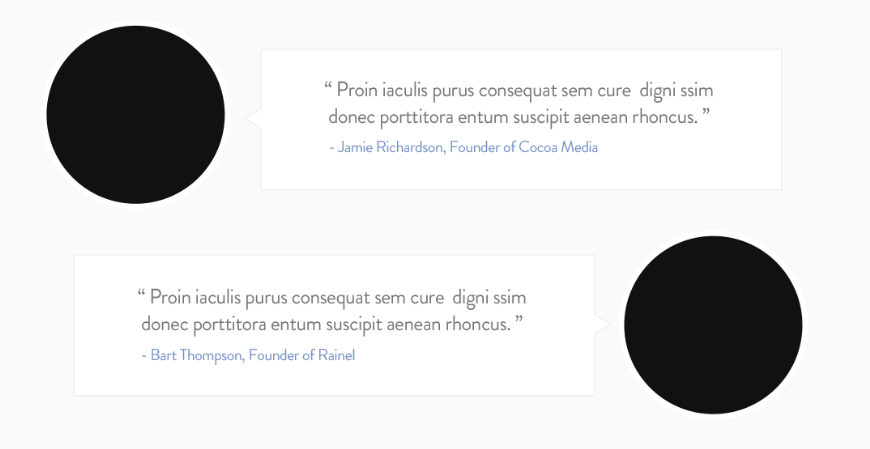 “ Proin iaculis purus consequat sem cure digni ssim
donec porttitora entum suscipit aenean rhoncus. ”
- Jamie Richardson, Founder of Cocoa Media
“ Proin iaculis purus consequat sem cure digni ssim
donec porttitora entum suscipit aenean rhoncus. ”
- Bart Thompson, Founder of Rainel